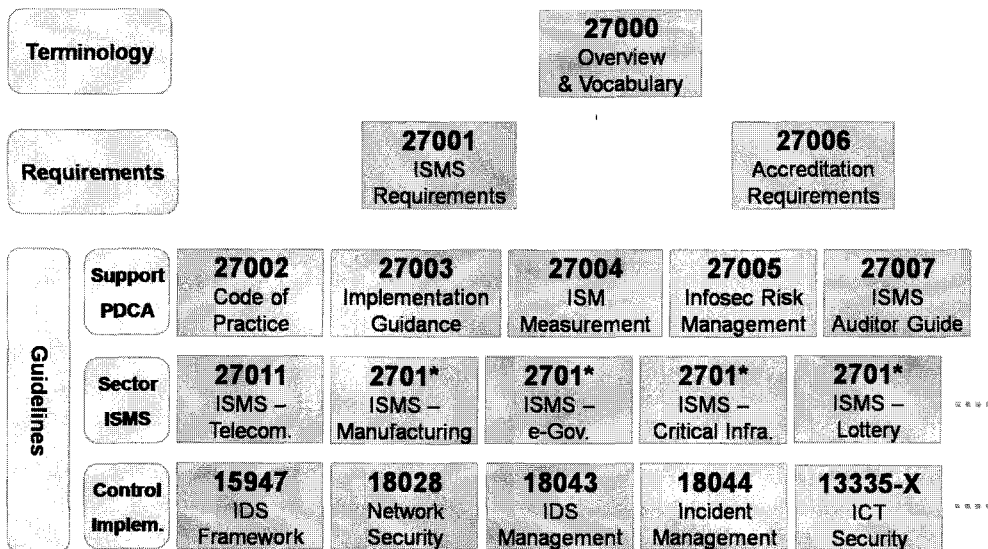 Terminology
27000
Overview
& Vocabulary
Requirements
27001
ISMS
Requirements
27006
Accreditation
Requirements
Guidelines
Support
PDCA
27002
Code of
Practice
27003
Implementation
Guidance
27004
ISM
Measurement
27005
Infosec Risk
Management
27007
ISMS
Auditor Guide
Sector
ISMS
27011
ISMS –
Telecom.
2701*
ISMS –
Manufacturing
2701*
ISMS –
e-Gov.
2701*
ISMS –
Critical Infra.
2701*
ISMS –
Lottery
Control
Implem.
15947
IDS
Framework
18028
Network
Security
18043
IDS
Management
18044
Incident
Management
13335-X
ICT
Security